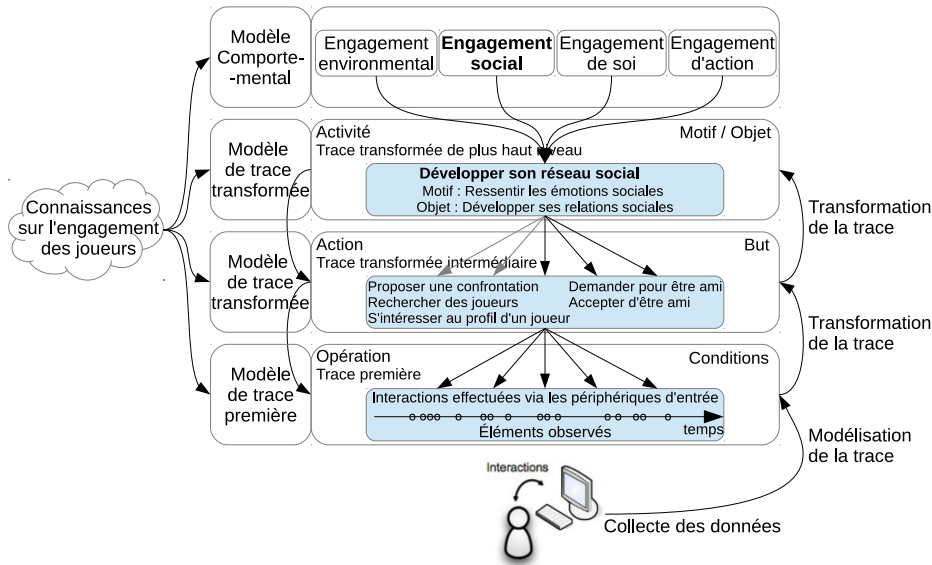 Modèle
Comporte-
-mental
Engagement
environmental
Engagement
social
Engagement
de soi
Engagement
d'action
Connaissances
sur l'engagement
des joueurs
Modèle
de trace
transformée
Activité
Motif / Objet
Trace transformée de plus haut niveau
Développer son réseau social
Motif : Ressentir les émotions sociales
Objet : Développer ses relations sociales
Transformation
de la trace
Modèle
de trace
transformée
Action
But
Trace transformée intermédiaire
Proposer une confrontation
Rechercher des joueurs
S'intéresser au profil d'un joueur
Demander pour être ami
Accepter d'être ami
Transformation
de la trace
Modèle
de trace
première
Opération
Conditions
Trace première
Interactions effectuées via les périphériques d'entrée
temps
Éléments observés
Modélisation
de la trace
Interactions
Collecte des données